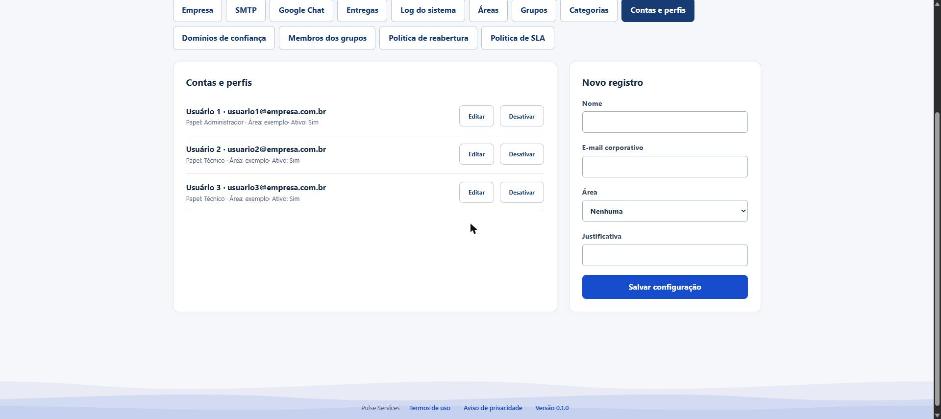 Empresa SMTP Google Chat Entregas Log do sistema Áreas Grupos Categorias Contas e perfis
Domínios de confiança Membros dos grupos Política de reabertura Política de SLA
Contas e perfis
Usuário 1 · usuario1@empresa.com.br
Papel: Administrador · Área: exemplo· Ativo: Sim
Editar Desativar
Usuário 2 · usuario2@empresa.com.br
Papel: Técnico · Área: exemplo· Ativo: Sim
Editar Desativar
Usuário 3 · usuario3@empresa.com.br
Papel: Técnico · Área: exemplo· Ativo: Sim
Editar Desativar
Novo registro
Nome
E-mail corporativo
Área
Nenhuma
Justificativa
Salvar configuração
Pulse Services Termos de uso Aviso de privacidade Versão 0.1.0